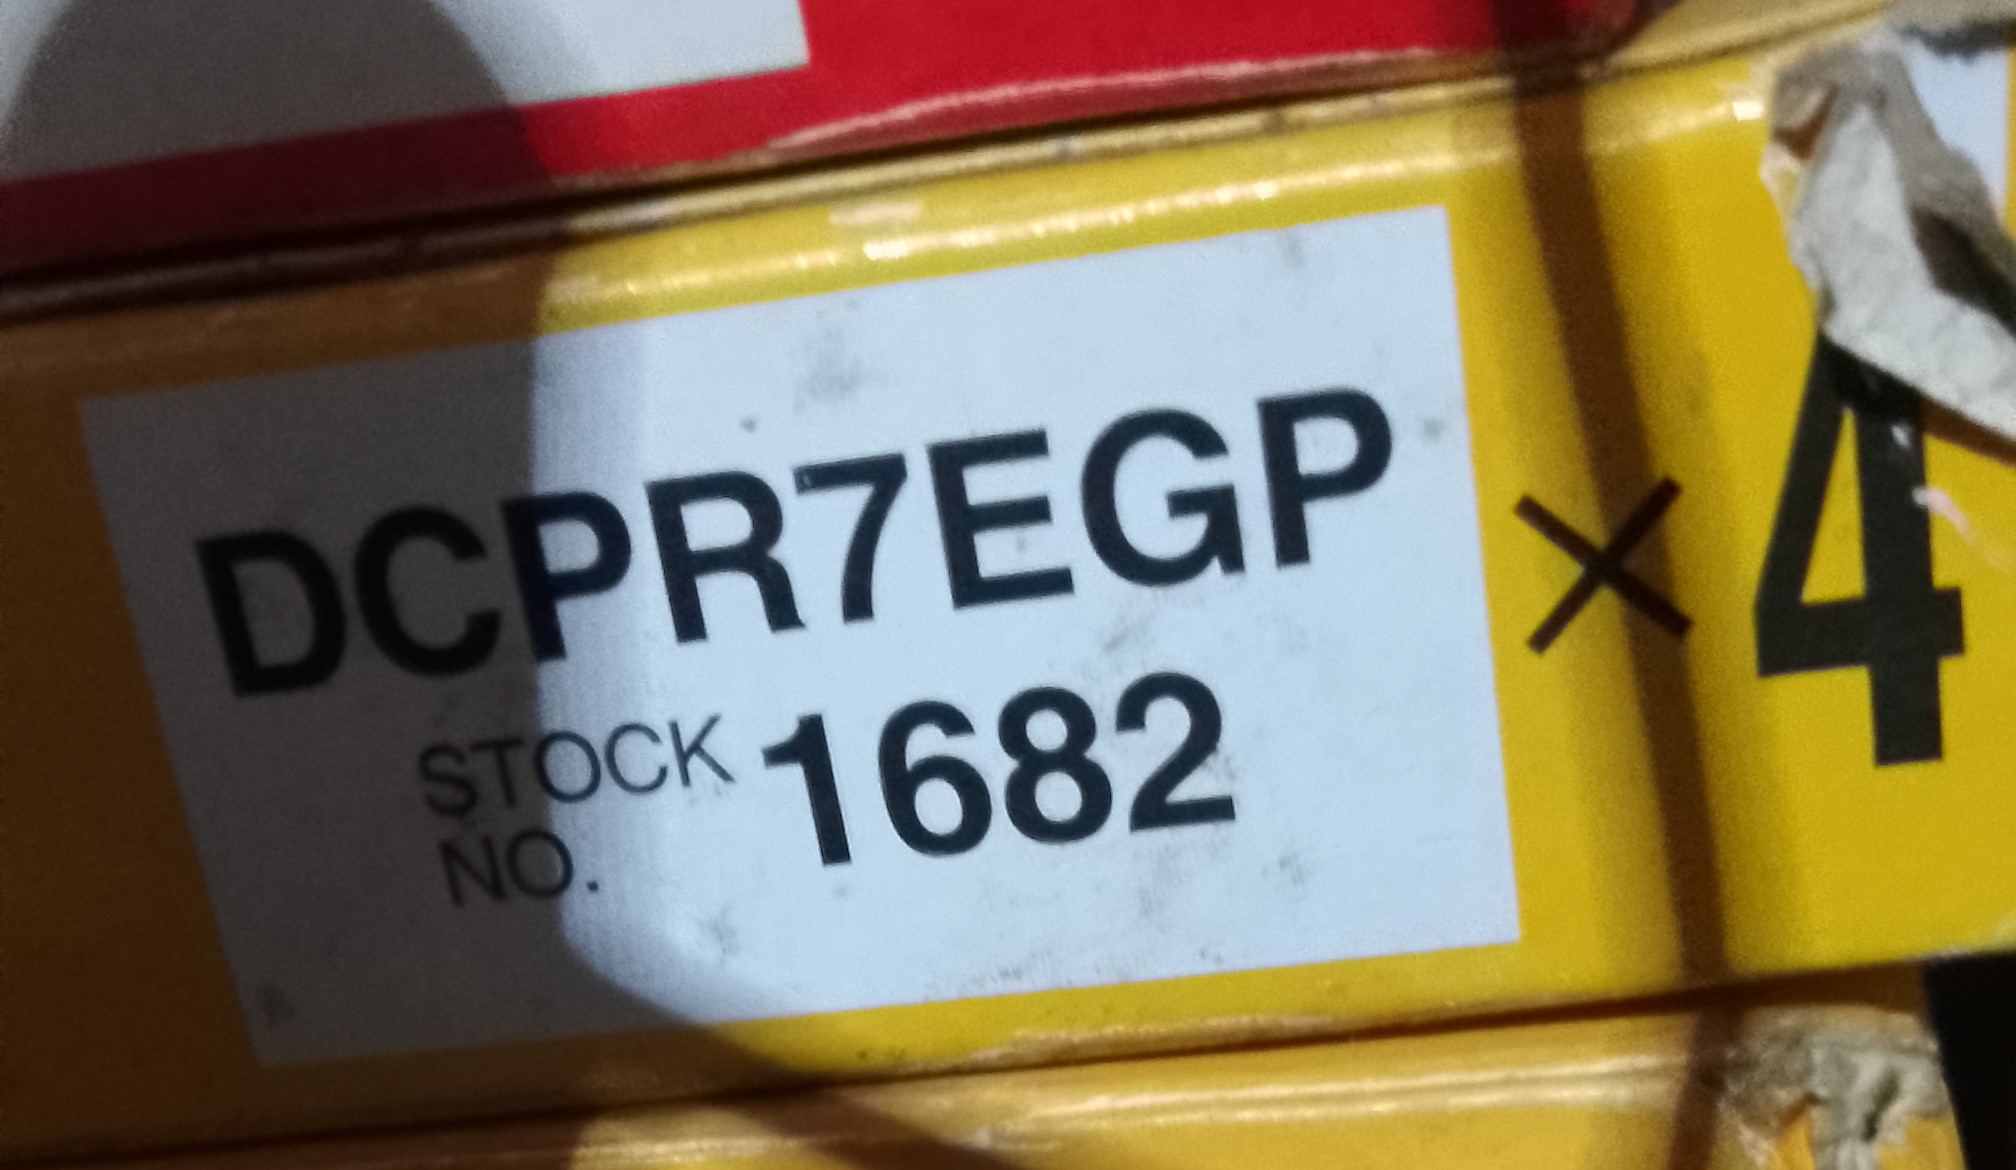 DCPR7EGP × 4
STOCK NO. 1682